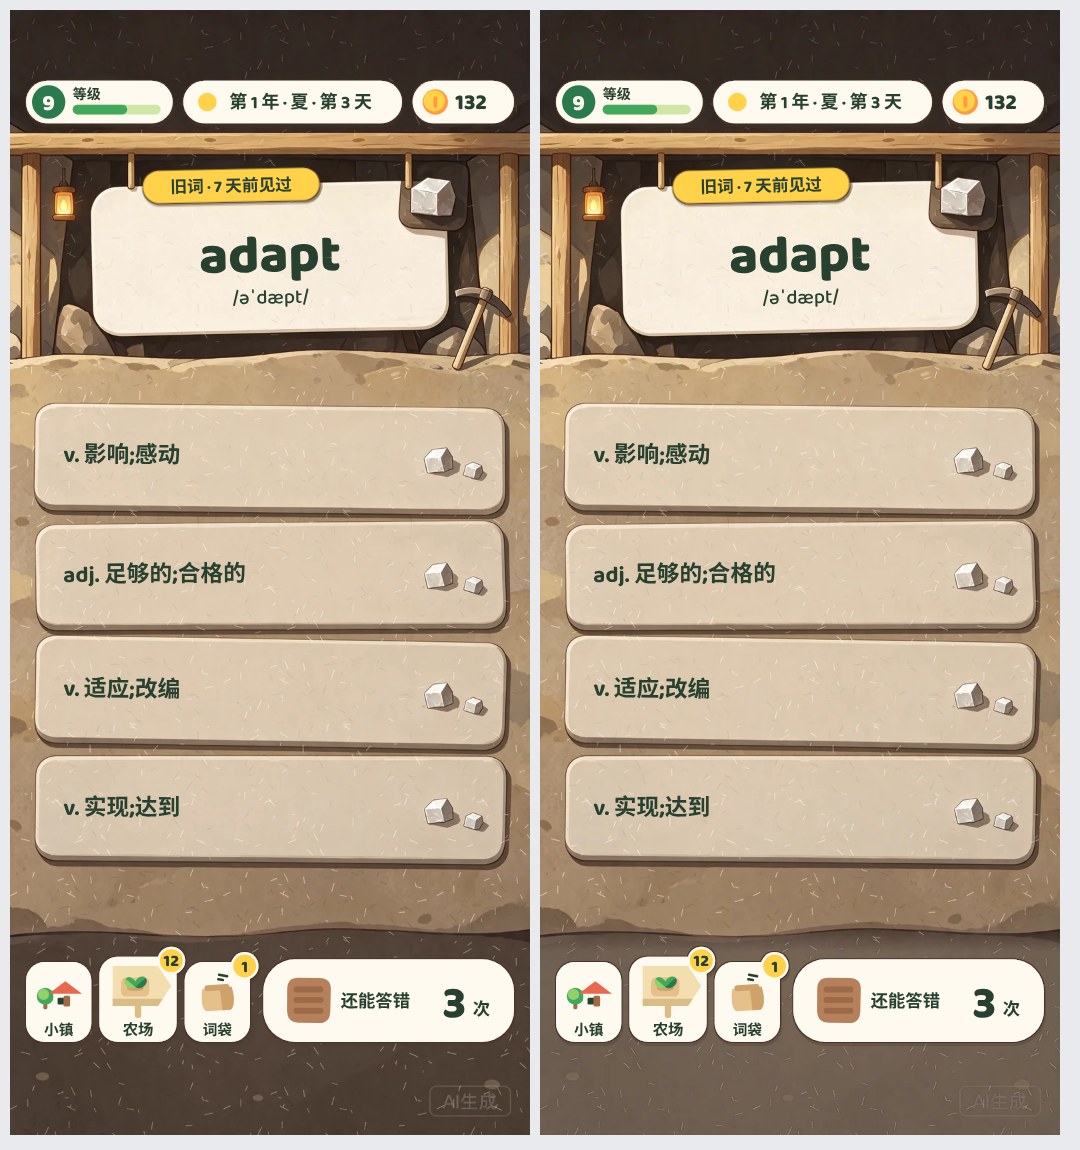 9 等级
第1年·夏·第3天
132
旧词·7天前见过
adapt
/əˈdæpt/
v. 影响;感动
adj. 足够的;合格的
v. 适应;改编
v. 实现;达到
小镇
12
农场
1
词袋
还能答错 3 次
AI生成
9 等级
第1年·夏·第3天
132
旧词·7天前见过
adapt
/əˈdæpt/
v. 影响;感动
adj. 足够的;合格的
v. 适应;改编
v. 实现;达到
小镇
12
农场
1
词袋
还能答错 3 次
AI生成